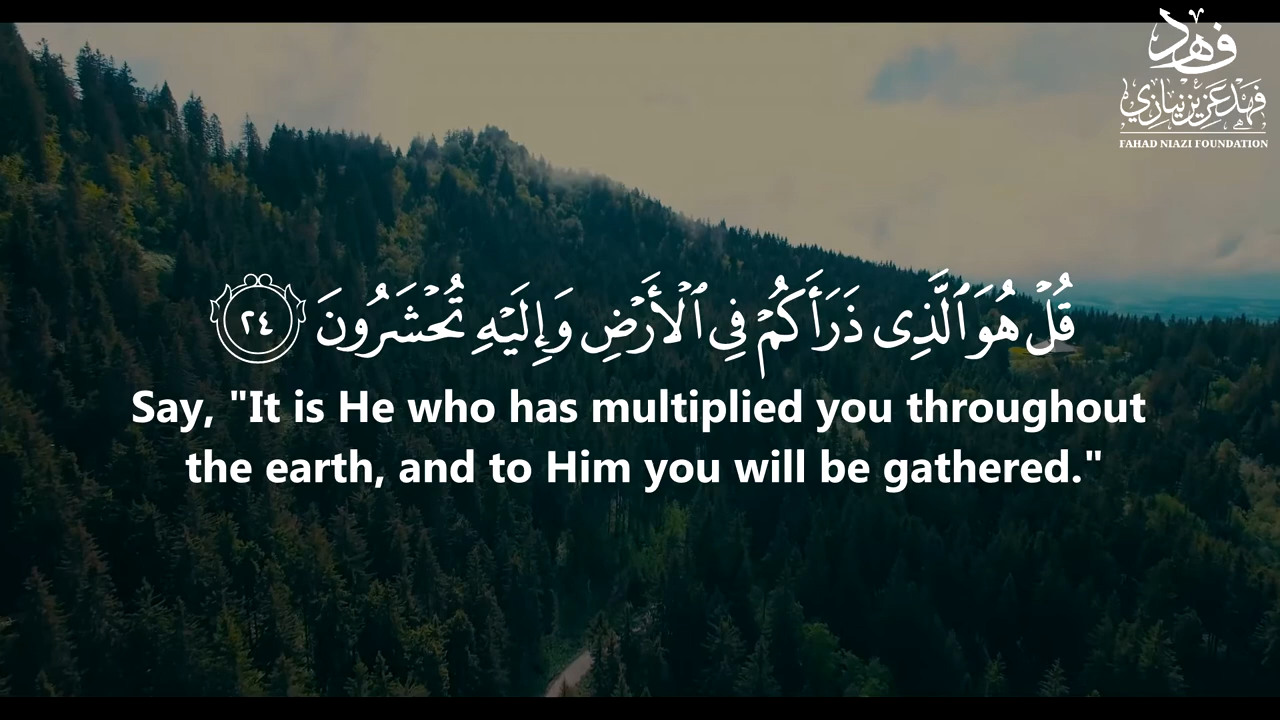 فهد
فهد عزيز نيازي
FAHAD NIAZI FOUNDATION
قُلْ هُوَ ٱلَّذِى ذَرَأَكُمْ فِى ٱلْأَرْضِ وَإِلَيْهِ تُحْشَرُونَ ٢٤
Say, "It is He who has multiplied you throughout
the earth, and to Him you will be gathered."